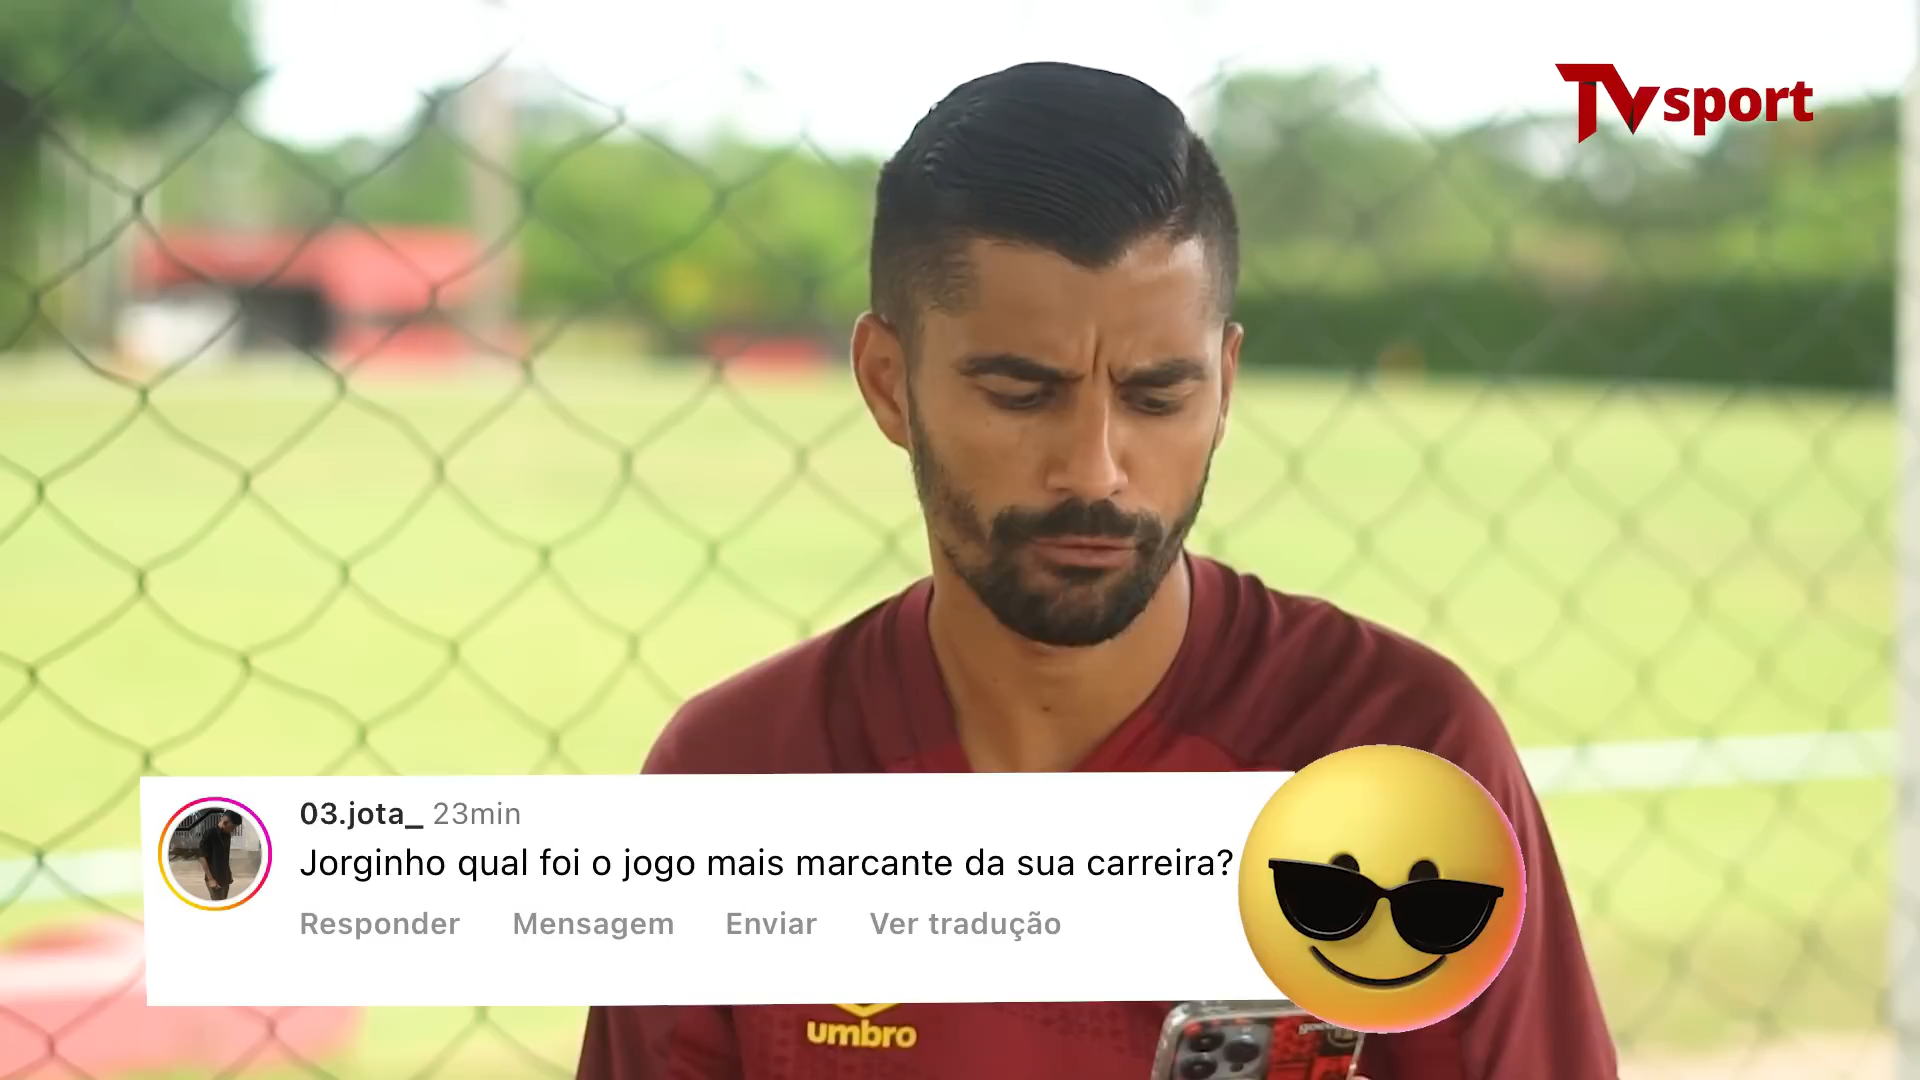 TVsport
03.jota_ 23min
Jorginho qual foi o jogo mais marcante da sua carreira?
Responder Mensagem Enviar Ver tradução
umbro